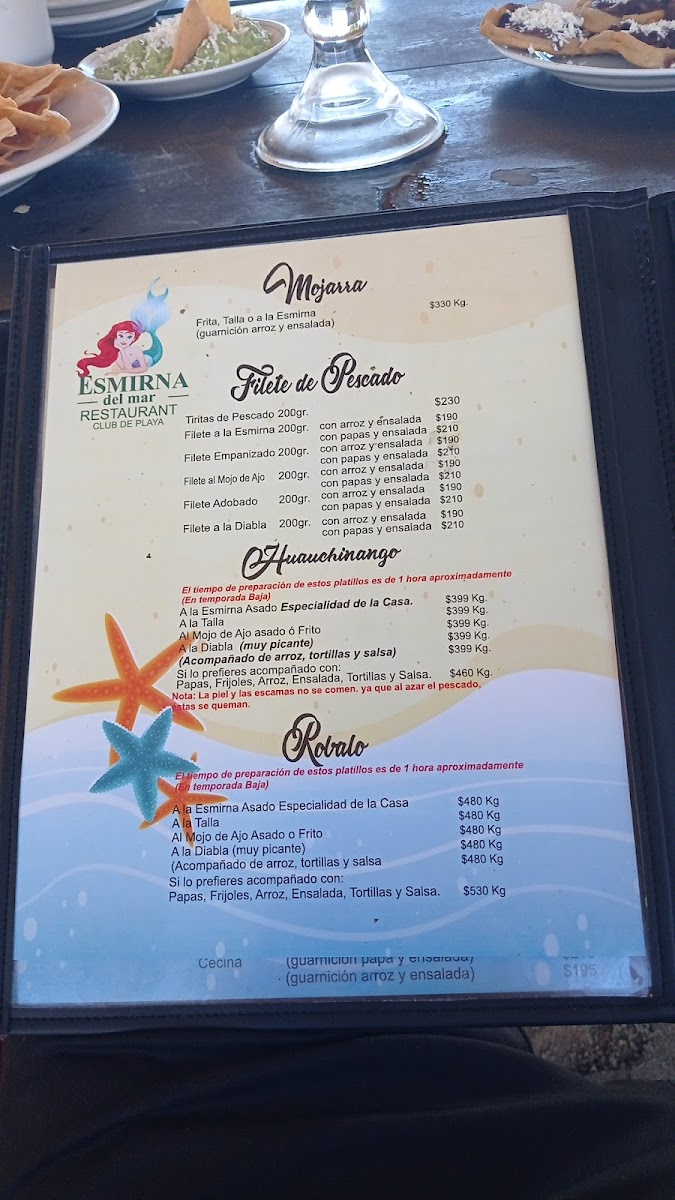 Mojarra
Frita, Talla o a la Esmirna $330 Kg.
(guarnición arroz y ensalada)
ESMIRNA
del mar
RESTAURANT
CLUB DE PLAYA
Filete de Pescado
Tiritas de Pescado 200gr. $230
Filete a la Esmirna 200gr. con arroz y ensalada $190
con papas y ensalada $210
Filete Empanizado 200gr. con arroz y ensalada $190
con papas y ensalada $210
Filete al Mojo de Ajo 200gr. con arroz y ensalada $190
con papas y ensalada $210
Filete Adobado 200gr. con arroz y ensalada $190
con papas y ensalada $210
Filete a la Diabla 200gr. con arroz y ensalada $190
con papas y ensalada $210
Huauchinango
El tiempo de preparación de estos platillos es de 1 hora aproximadamente
(En temporada Baja)
A la Esmirna Asado Especialidad de la Casa. $399 Kg.
A la Talla $399 Kg.
Al Mojo de Ajo asado ó Frito $399 Kg.
A la Diabla (muy picante) $399 Kg.
(Acompañado de arroz, tortillas y salsa) $399 Kg.
Si lo prefieres acompañado con:
Papas, Frijoles, Arroz, Ensalada, Tortillas y Salsa. $460 Kg.
Nota: La piel y las escamas no se comen. ya que al azar el pescado,
éstas se queman.
Robalo
El tiempo de preparación de estos platillos es de 1 hora aproximadamente
(En temporada Baja)
A la Esmirna Asado Especialidad de la Casa $480 Kg
A la Talla $480 Kg
Al Mojo de Ajo Asado o Frito $480 Kg
A la Diabla (muy picante) $480 Kg
(Acompañado de arroz, tortillas y salsa $480 Kg
Si lo prefieres acompañado con:
Papas, Frijoles, Arroz, Ensalada, Tortillas y Salsa. $530 Kg
Cecina (guarnición papa y ensalada)
(guarnición arroz y ensalada) $195